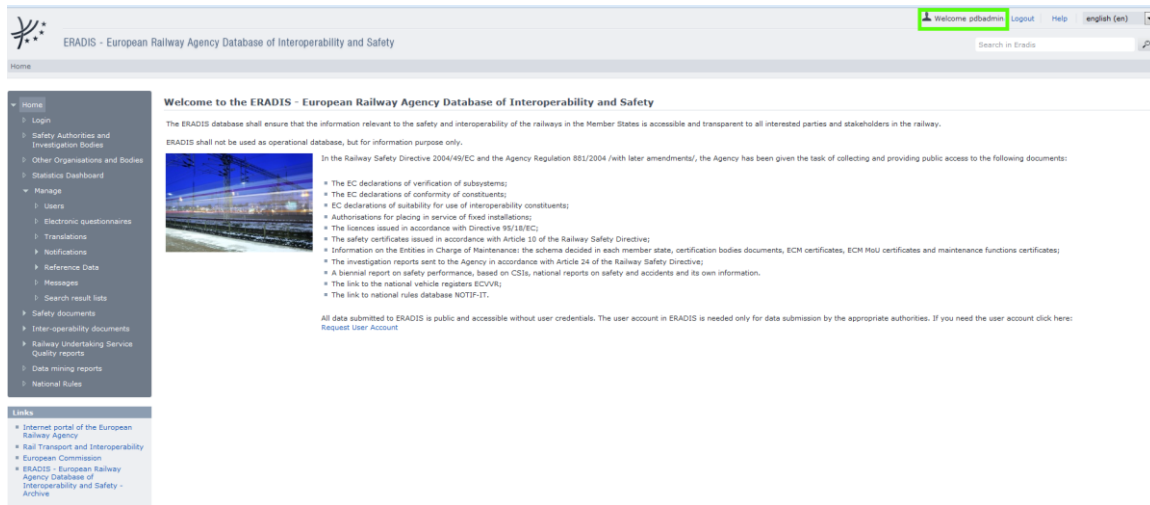 Welcome pdbadmin Logout Help english (en)
ERADIS - European Railway Agency Database of Interoperability and Safety
Search in Eradis
Home
Home
Login
Safety Authorities and
Investigation Bodies
Other Organisations and Bodies
Statistics Dashboard
Manage
Users
Electronic questionnaires
Translations
Notifications
Reference Data
Messages
Search result lists
Safety documents
Inter-operability documents
Railway Undertaking Service
Quality reports
Data mining reports
National Rules
Links
Internet portal of the European
Railway Agency
Rail Transport and Interoperability
European Commission
ERADIS - European Railway
Agency Database of
Interoperability and Safety -
Archive
Welcome to the ERADIS - European Railway Agency Database of Interoperability and Safety
The ERADIS database shall ensure that the information relevant to the safety and interoperability of the railways in the Member States is accessible and transparent to all interested parties and stakeholders in the railway.
ERADIS shall not be used as operational database, but for information purpose only.
In the Railway Safety Directive 2004/49/EC and the Agency Regulation 881/2004 /with later amendments/, the Agency has been given the task of collecting and providing public access to the following documents:
The EC declarations of verification of subsystems;
The EC declarations of conformity of constituents;
EC declarations of suitability for use of interoperability constituents;
Authorisations for placing in service of fixed installations;
The licences issued in accordance with Directive 95/18/EC;
The safety certificates issued in accordance with Article 10 of the Railway Safety Directive;
Information on the Entities in Charge of Maintenance: the schema decided in each member state, certification bodies documents, ECM certificates, ECM MoU certificates and maintenance functions certificates;
The investigation reports sent to the Agency in accordance with Article 24 of the Railway Safety Directive;
A biennial report on safety performance, based on CSIs, national reports on safety and accidents and its own information.
The link to the national vehicle registers ECVVR;
The link to national rules database NOTIF-IT.
All data submitted to ERADIS is public and accessible without user credentials. The user account in ERADIS is needed only for data submission by the appropriate authorities. If you need the user account click here:
Request User Account